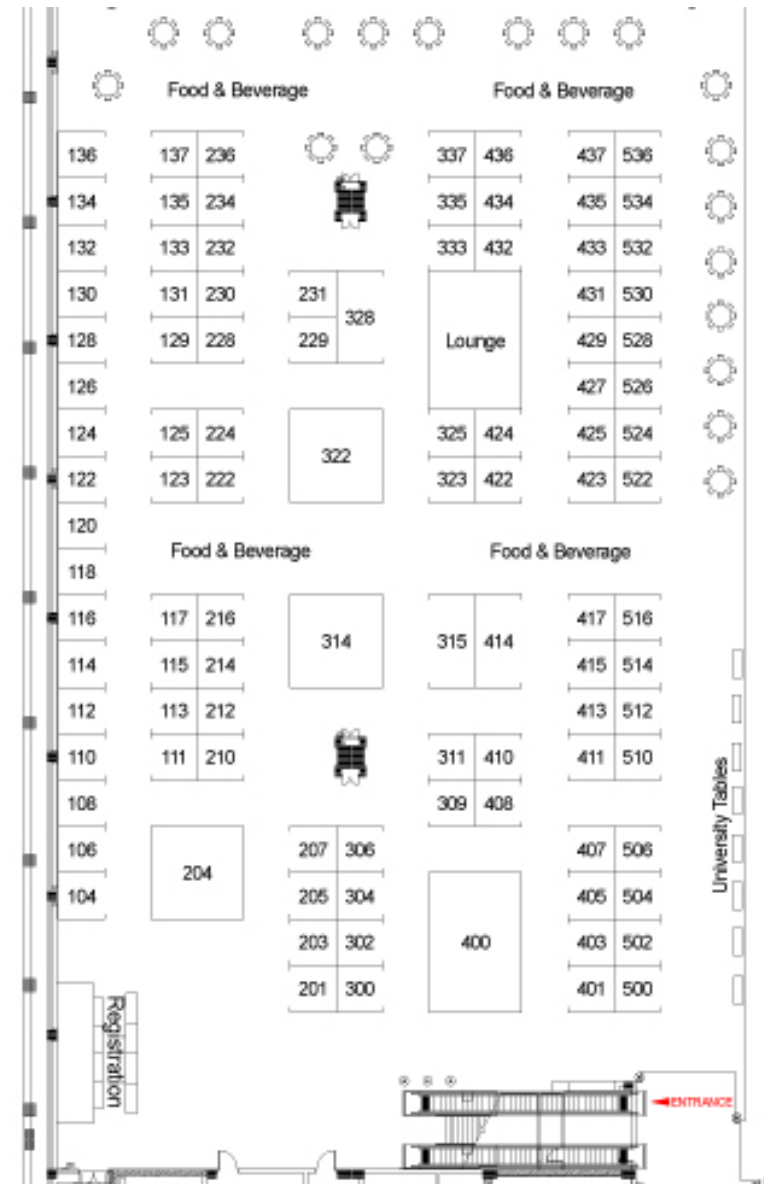 Food & Beverage Food & Beverage
136 137 236 337 436 437 536
134 135 234 335 434 435 534
132 133 232 333 432 433 532
130 131 230 231 431 530
328
128 129 228 229 Lounge 429 528
126 427 526
124 125 224 325 424 425 524
322
122 123 222 323 422 423 522
120
Food & Beverage Food & Beverage
118
116 117 216 417 516
314 315 414
114 115 214 415 514
112 113 212 413 512
110 111 210 311 410 411 510
108 309 408
University Tables
106 207 306 407 506
204
104 205 304 405 504
203 302 400 403 502
201 300 401 500
Registration
ENTRANCE